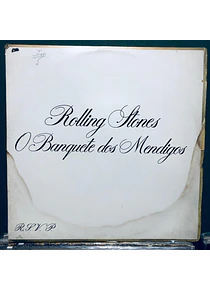 Rolling Stones
O Banquete dos Mendigos
R.S.V.P